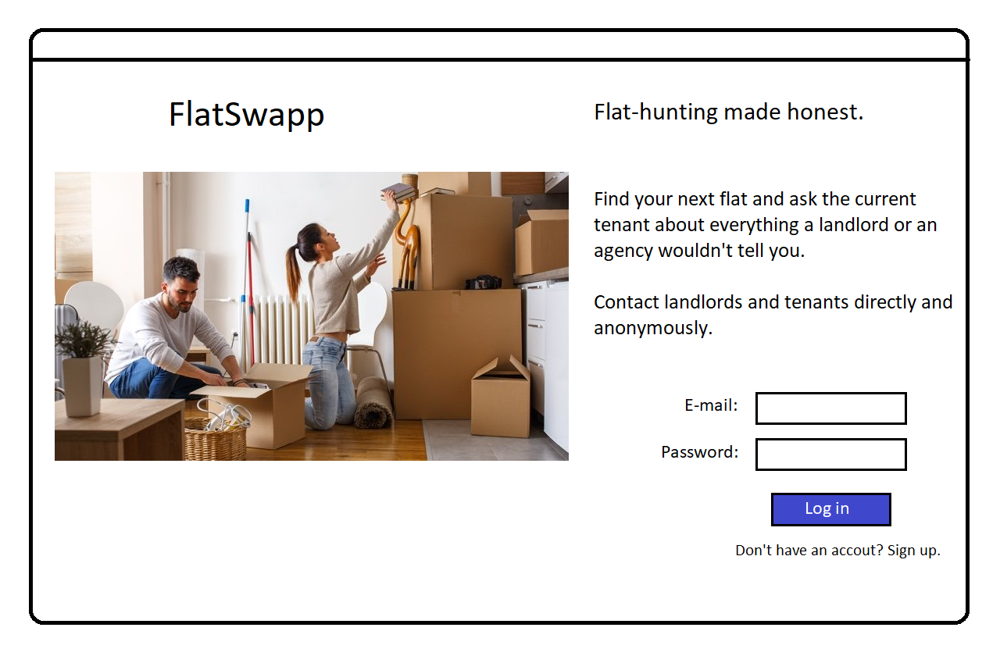 FlatSwapp
Flat-hunting made honest.
Find your next flat and ask the current
tenant about everything a landlord or an
agency wouldn't tell you.
Contact landlords and tenants directly and
anonymously.
E-mail:
Password:
Log in
Don't have an accout? Sign up.